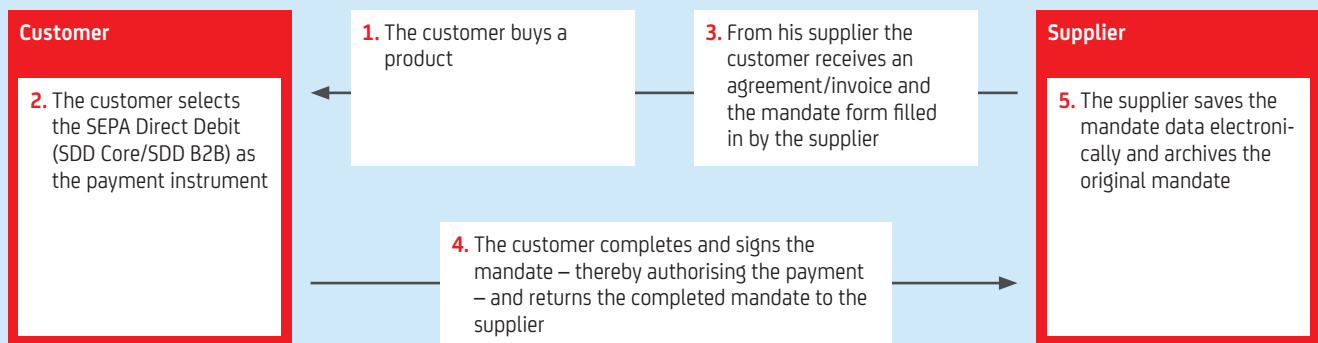 Customer
2. The customer selects
the SEPA Direct Debit
(SDD Core/SDD B2B) as
the payment instrument
1. The customer buys a
product
3. From his supplier the
customer receives an
agreement/invoice and
the mandate form filled
in by the supplier
4. The customer completes and signs the
mandate – thereby authorising the payment
– and returns the completed mandate to the
supplier
Supplier
5. The supplier saves the
mandate data electroni-
cally and archives the
original mandate